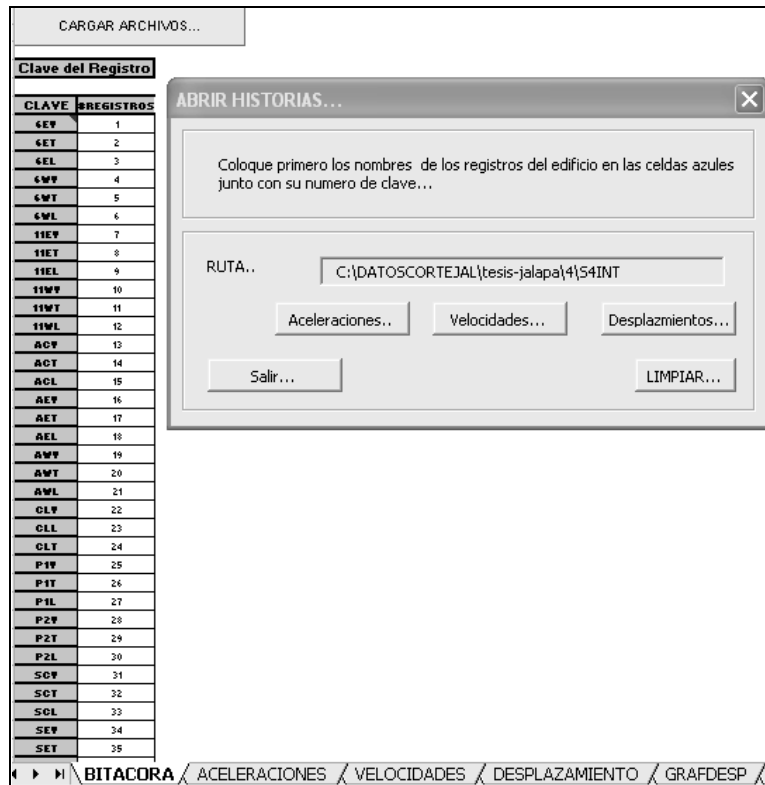 CARGAR ARCHIVOS...
Clave del Registro
CLAVE #REGISTROS
6EV 1
6ET 2
6EL 3
6WV 4
6WT 5
6WL 6
11EV 7
11ET 8
11EL 9
11WV 10
11WT 11
11WL 12
ACV 13
ACT 14
ACL 15
AEV 16
AET 17
AEL 18
AWV 19
AWT 20
AWL 21
CLV 22
CLL 23
CLT 24
P1V 25
P1T 26
P1L 27
P2V 28
P2T 29
P2L 30
SCV 31
SCT 32
SCL 33
SEV 34
SET 35
ABRIR HISTORIAS...
Coloque primero los nombres de los registros del edificio en las celdas azules
junto con su numero de clave...
RUTA.. C:\DATOSCORTEJAL\tesis-jalapa\4\S4INT
Aceleraciones.. Velocidades... Desplazmientos...
Salir... LIMPIAR...
BITACORA / ACELERACIONES / VELOCIDADES / DESPLAZAMIENTO / GRAFDESP /